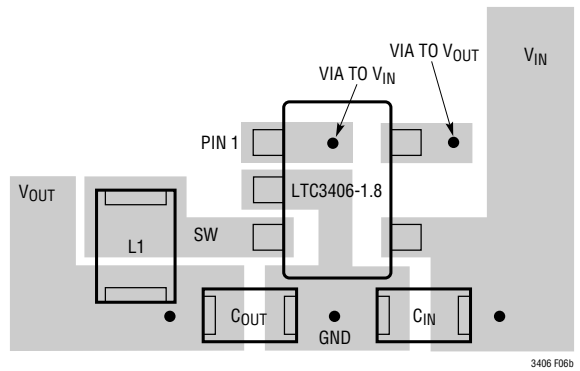 VIA TO VIN
VIA TO VOUT
VIN
PIN 1
VOUT
LTC3406-1.8
L1
SW
COUT
CIN
GND
3406 F06b